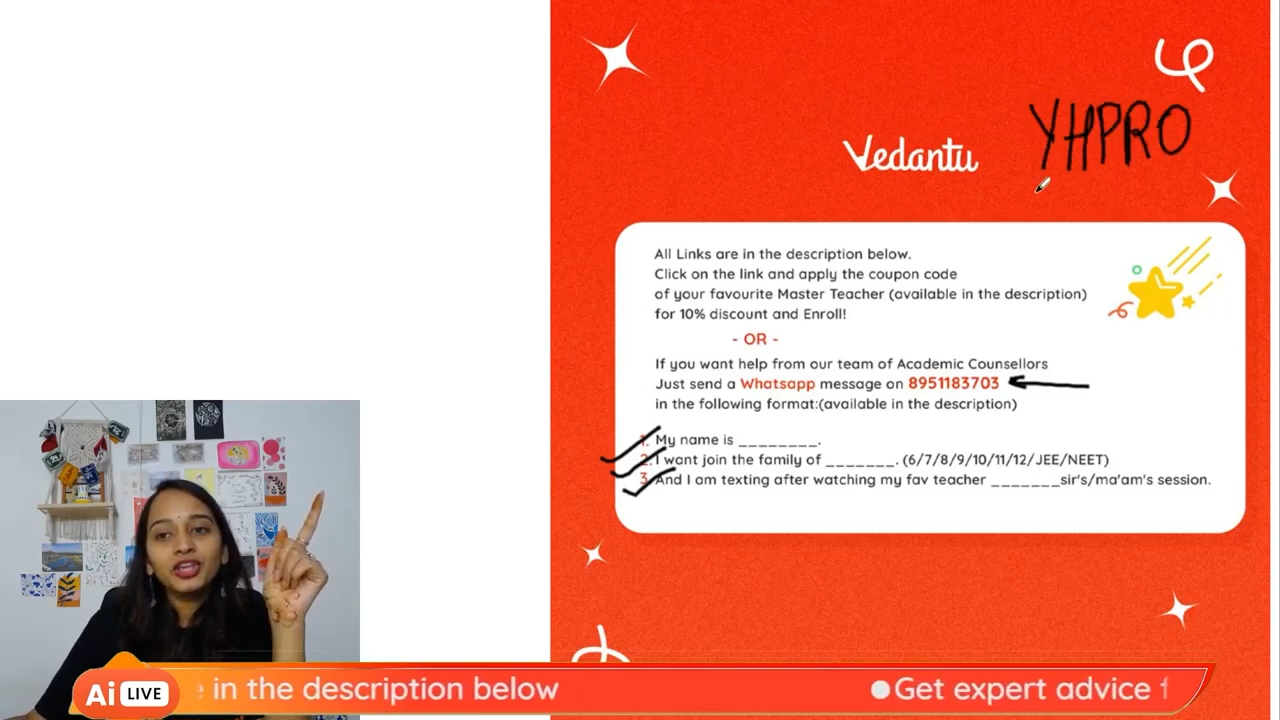 YHPRO
Vedantu
All Links are in the description below.
Click on the link and apply the coupon code
of your favourite Master Teacher (available in the description)
for 10% discount and Enroll!
- OR -
If you want help from our team of Academic Counsellors
Just send a Whatsapp message on 8951183703
in the following format:(available in the description)
1. My name is ________.
2. I want join the family of _______. (6/7/8/9/10/11/12/JEE/NEET)
3. And I am texting after watching my fav teacher _______sir's/ma'am's session.
Ai LIVE
in the description below
Get expert advice